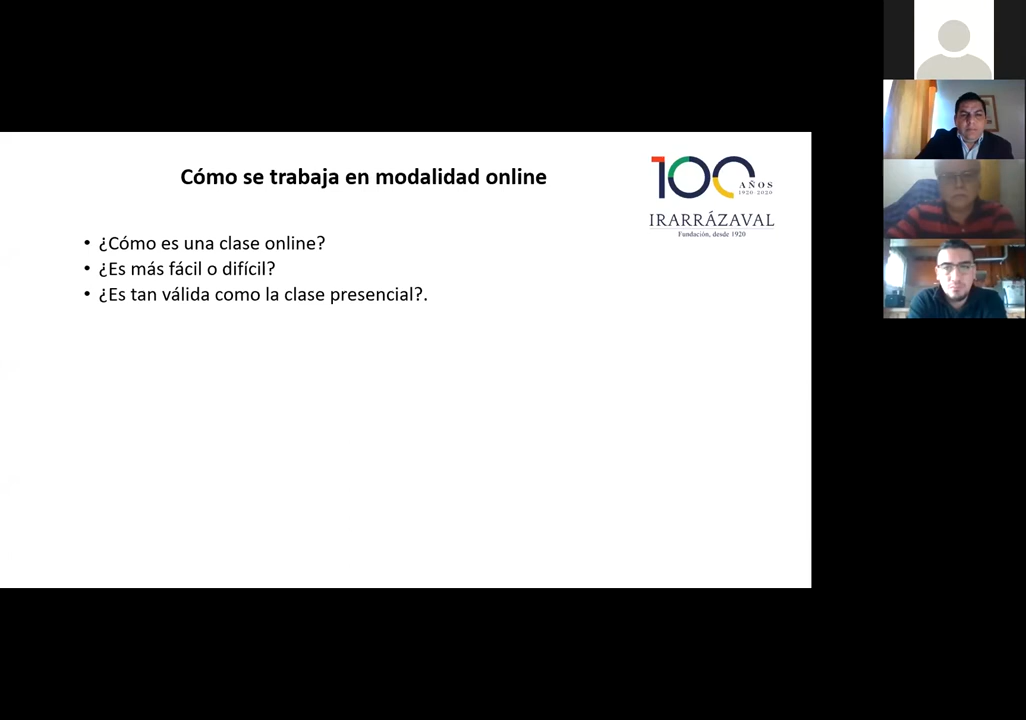 Cómo se trabaja en modalidad online
100 AÑOS
1920 2020
IRARRÁZAVAL
Fundación, desde 1920
• ¿Cómo es una clase online?
• ¿Es más fácil o difícil?
• ¿Es tan válida como la clase presencial?.